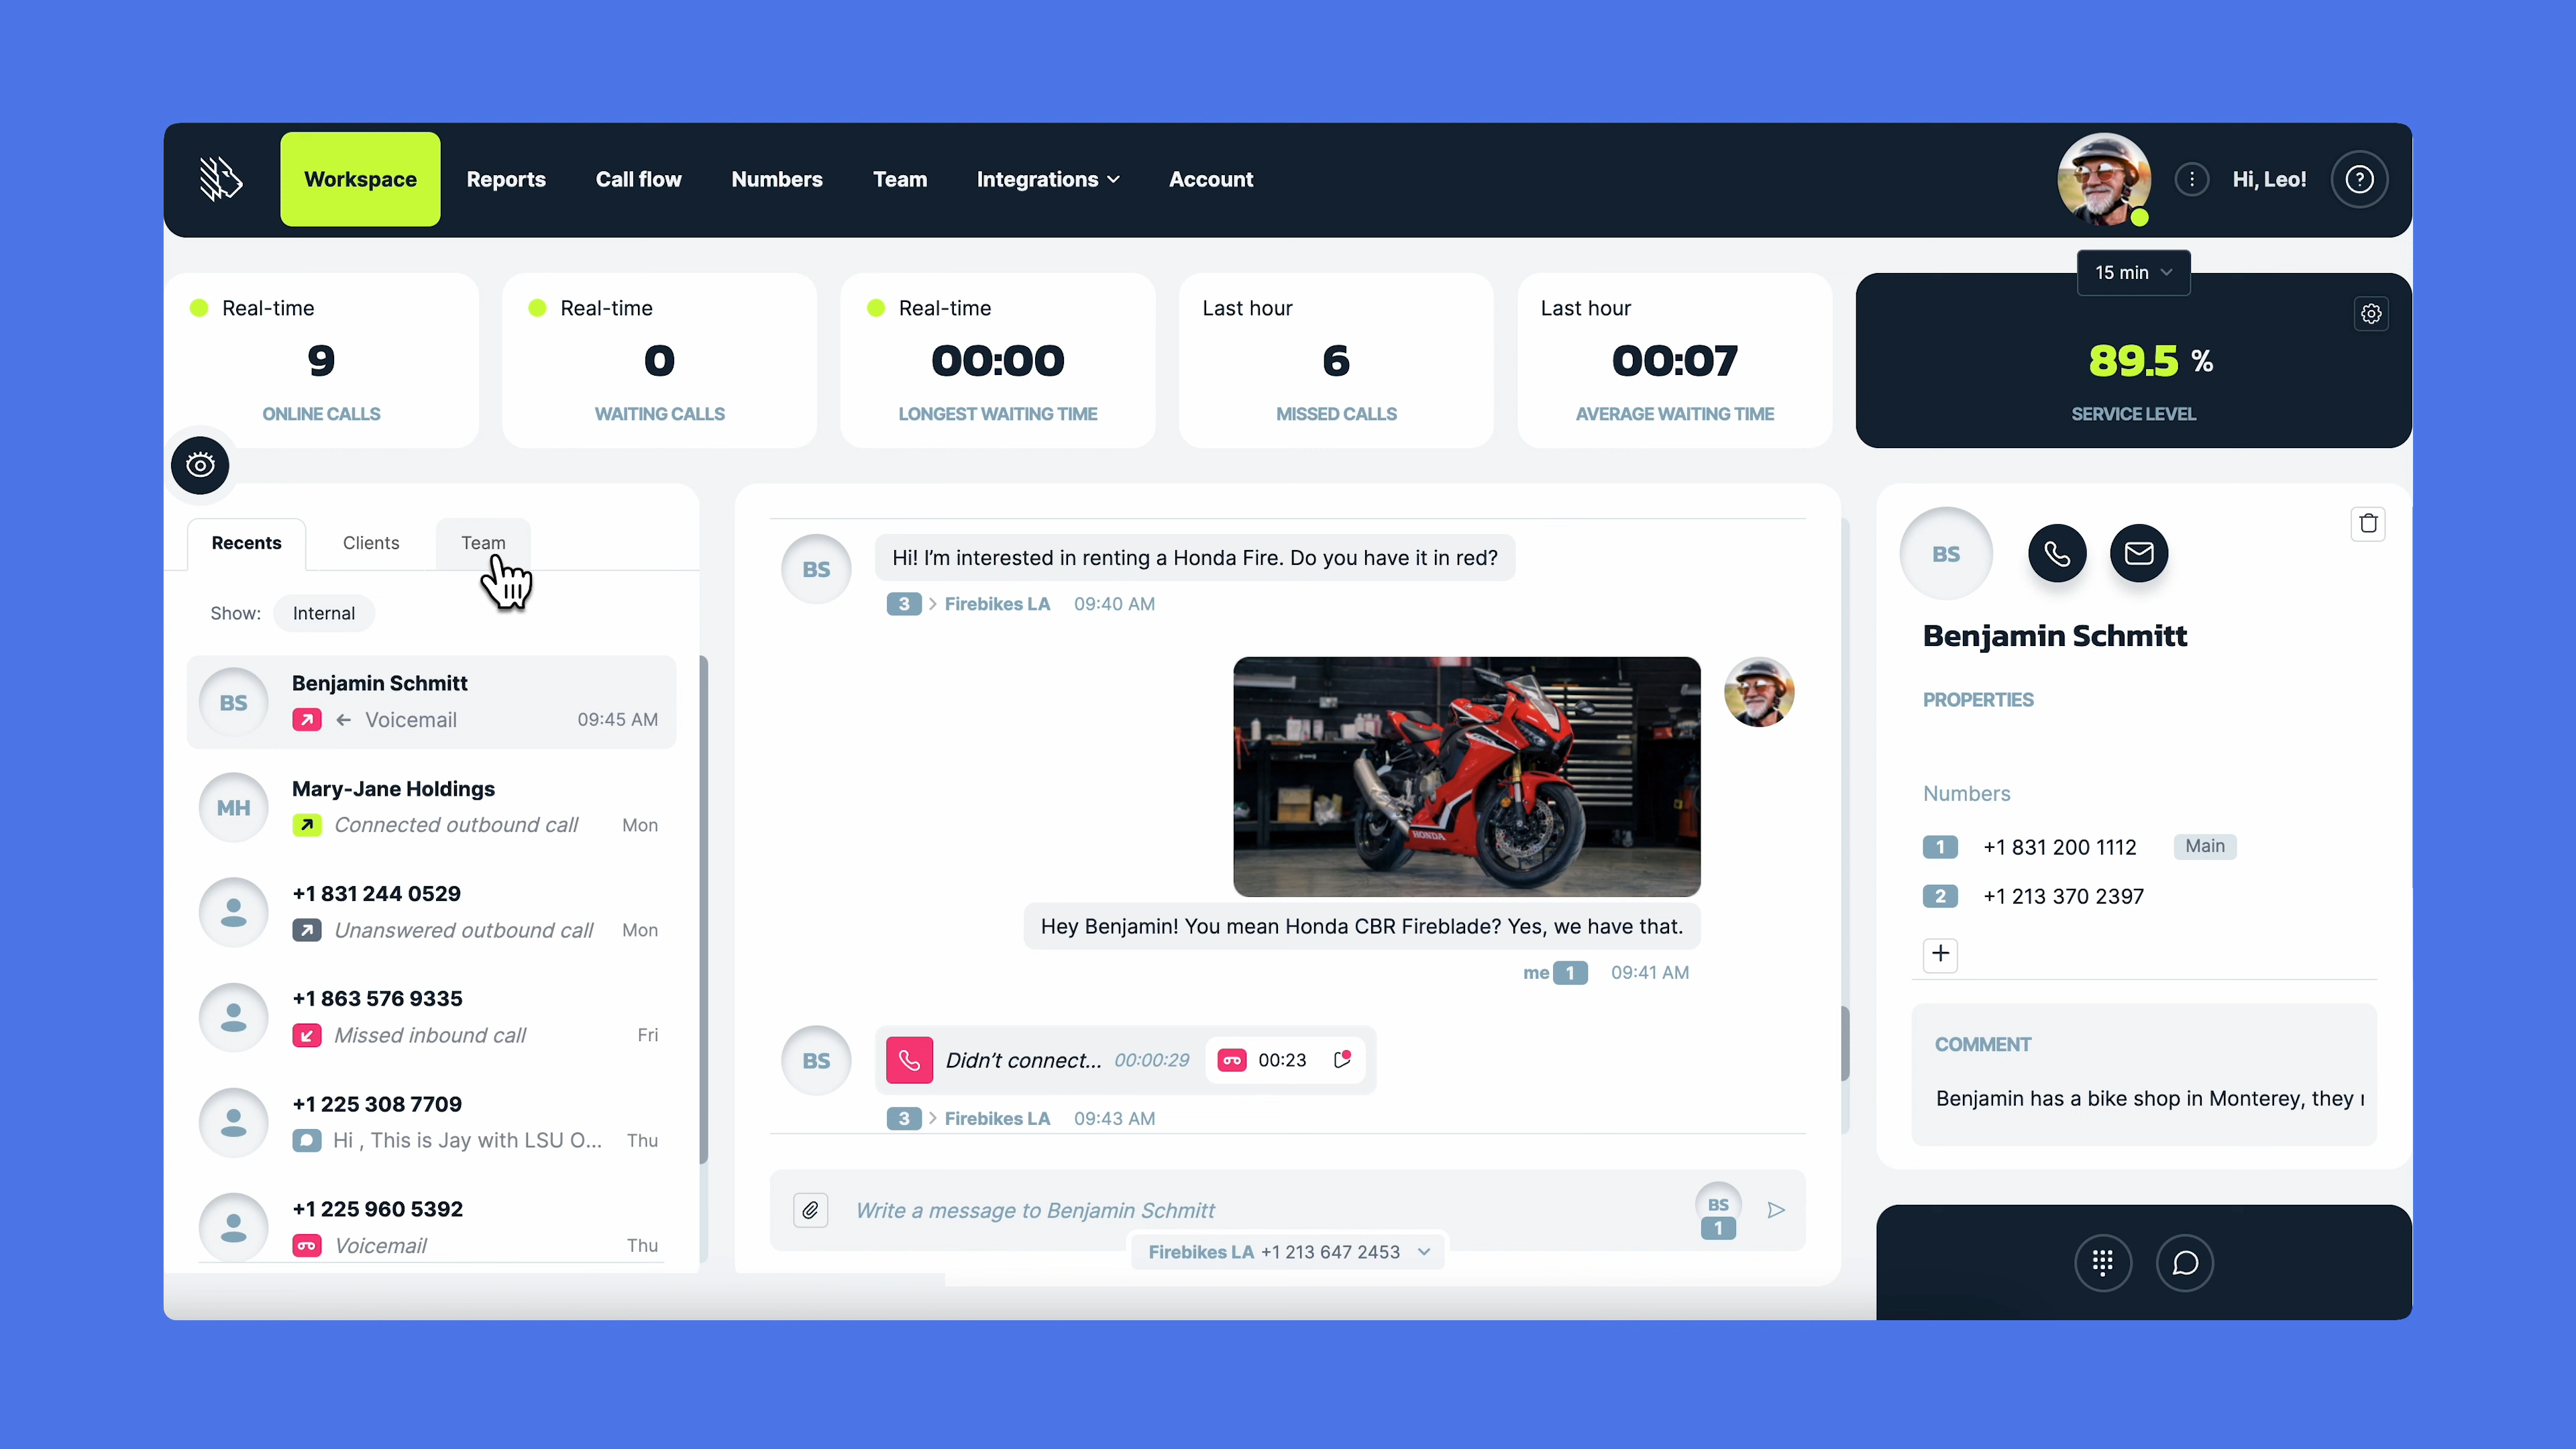 Workspace Reports Call flow Numbers Team Integrations Account Hi, Leo!
15 min
Real-time
9
ONLINE CALLS
Real-time
0
WAITING CALLS
Real-time
00:00
LONGEST WAITING TIME
Last hour
6
MISSED CALLS
Last hour
00:07
AVERAGE WAITING TIME
89.5 %
SERVICE LEVEL
Recents Clients Team
Show: Internal
BS Benjamin Schmitt
Voicemail 09:45 AM
MH Mary-Jane Holdings
Connected outbound call Mon
+1 831 244 0529
Unanswered outbound call Mon
+1 863 576 9335
Missed inbound call Fri
+1 225 308 7709
Hi , This is Jay with LSU O... Thu
+1 225 960 5392
Voicemail Thu
BS Hi! I’m interested in renting a Honda Fire. Do you have it in red?
3 > Firebikes LA 09:40 AM
HONDA
Hey Benjamin! You mean Honda CBR Fireblade? Yes, we have that.
me 1 09:41 AM
BS Didn’t connect... 00:00:29 00:23
3 > Firebikes LA 09:43 AM
Write a message to Benjamin Schmitt
BS
1
Firebikes LA +1 213 647 2453
BS
Benjamin Schmitt
PROPERTIES
Numbers
1 +1 831 200 1112 Main
2 +1 213 370 2397
COMMENT
Benjamin has a bike shop in Monterey, they